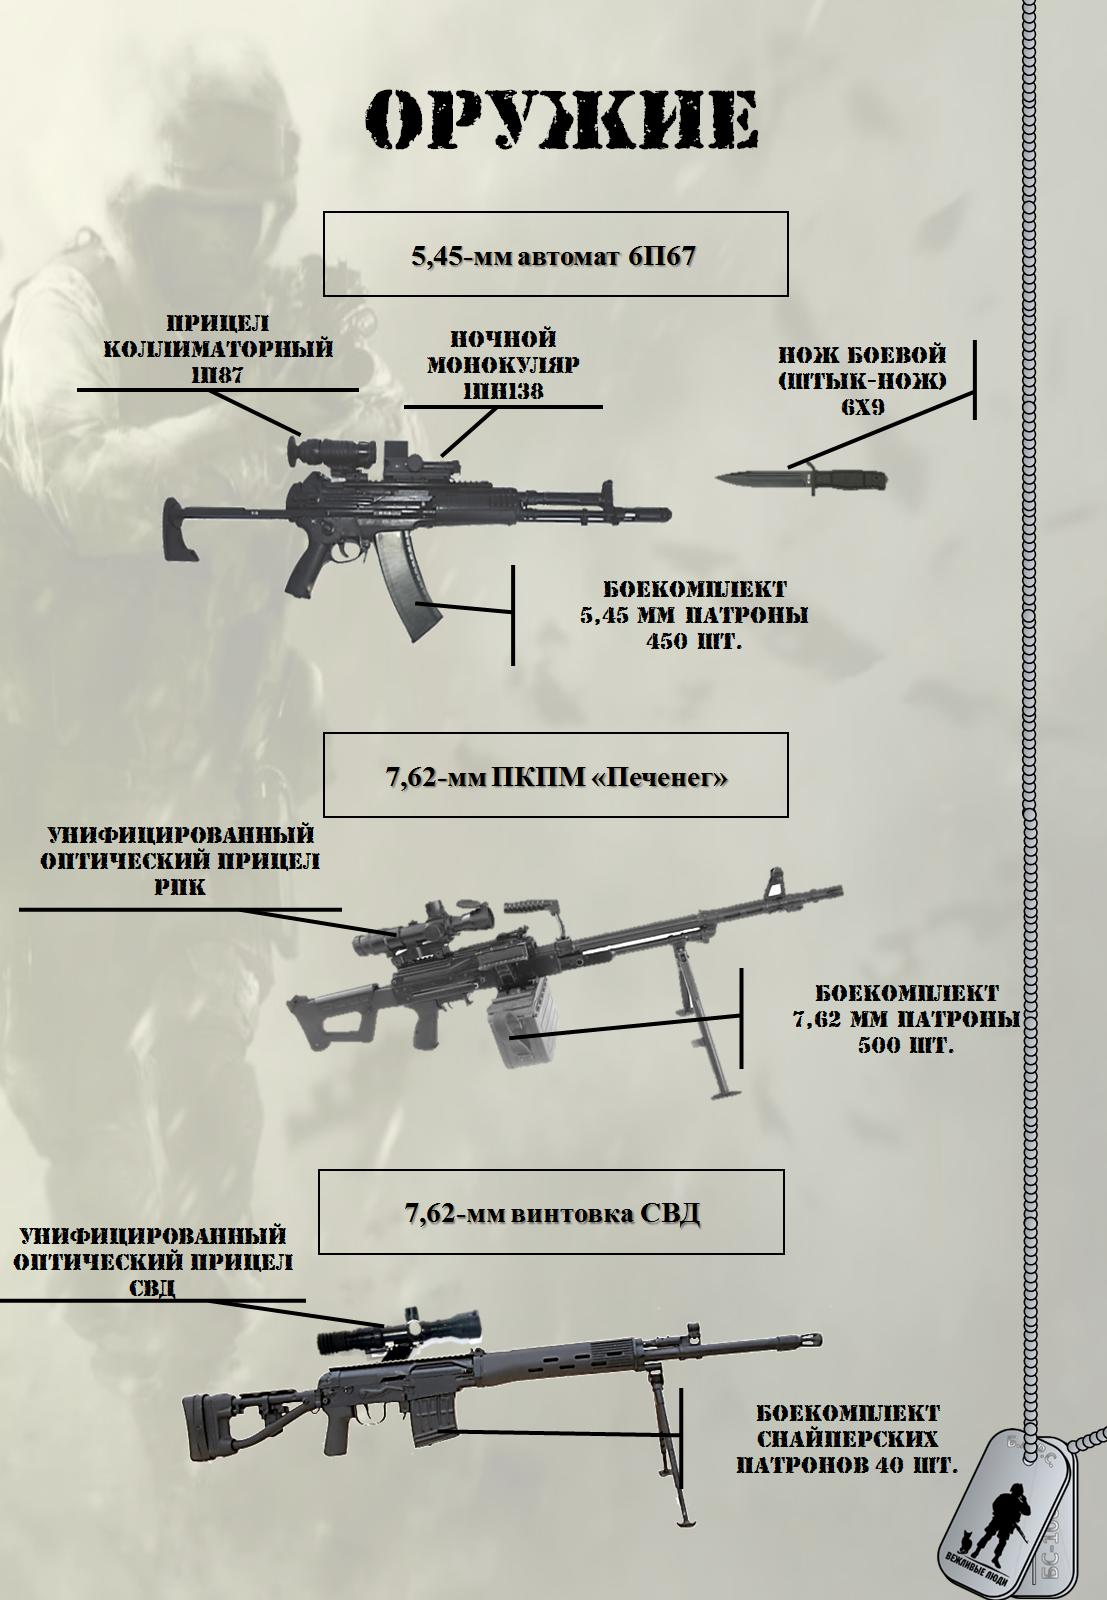 ОРУЖИЕ
5,45-мм автомат 6П67
ПРИЦЕЛ
КОЛЛИМАТОРНЫЙ
1П87
НОЧНОЙ
МОНОКУЛЯР
1ПН138
НОЖ БОЕВОЙ
(ШТЫК-НОЖ)
6Х9
БОЕКОМПЛЕКТ
5,45 ММ ПАТРОНЫ
450 ШТ.
7,62-мм ПКПМ «Печенег»
УНИФИЦИРОВАННЫЙ
ОПТИЧЕСКИЙ ПРИЦЕЛ
РПК
БОЕКОМПЛЕКТ
7,62 ММ ПАТРОНЫ
500 ШТ.
7,62-мм винтовка СВД
УНИФИЦИРОВАННЫЙ
ОПТИЧЕСКИЙ ПРИЦЕЛ
СВД
БОЕКОМПЛЕКТ
СНАЙПЕРСКИХ
ПАТРОНОВ 40 ШТ.
ВЕЖЛИВЫЕ ЛЮДИ